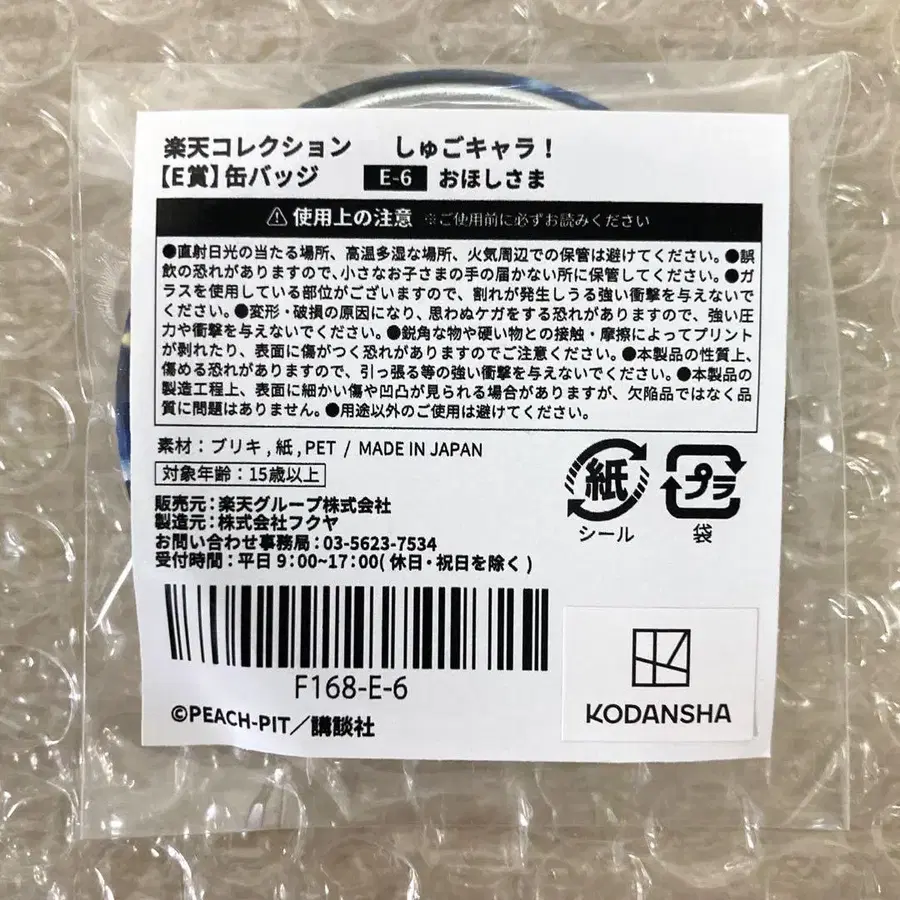 楽天コレクション しゅごキャラ！
【E賞】缶バッジ E-6 おほしさま
⚠ 使用上の注意 ※ご使用前に必ずお読みください
●直射日光の当たる場所、高温多湿な場所、火気周辺での保管は避けてください。●誤
飲の恐れがありますので、小さなお子さまの手の届かない所に保管してください。●ガ
ラスを使用している部位がございますので、割れが発生しうる強い衝撃を与えないで
ください。●変形・破損の原因になり、思わぬケガをする恐れがありますので、強い圧
力や衝撃を与えないでください。●鋭角な物や硬い物との接触・摩擦によってプリント
が剥れたり、表面に傷がつく恐れがありますのでご注意ください。●本製品の性質上、
傷める恐れがありますので、引っ張る等の強い衝撃を与えないでください。●本製品の
製造工程上、表面に細かい傷や凹凸が見られる場合がありますが、欠陥品ではなく品
質に問題はありません。●用途以外のご使用は避けてください。
素材：ブリキ,紙,PET / MADE IN JAPAN
対象年齢：15歳以上
販売元：楽天グループ株式会社
製造元：株式会社フクヤ
お問い合わせ事務局：03-5623-7534
受付時間：平日 9：00~17：00( 休日・祝日を除く )
紙
シール
プラ
袋
F168-E-6
©PEACH-PIT／講談社
KODANSHA